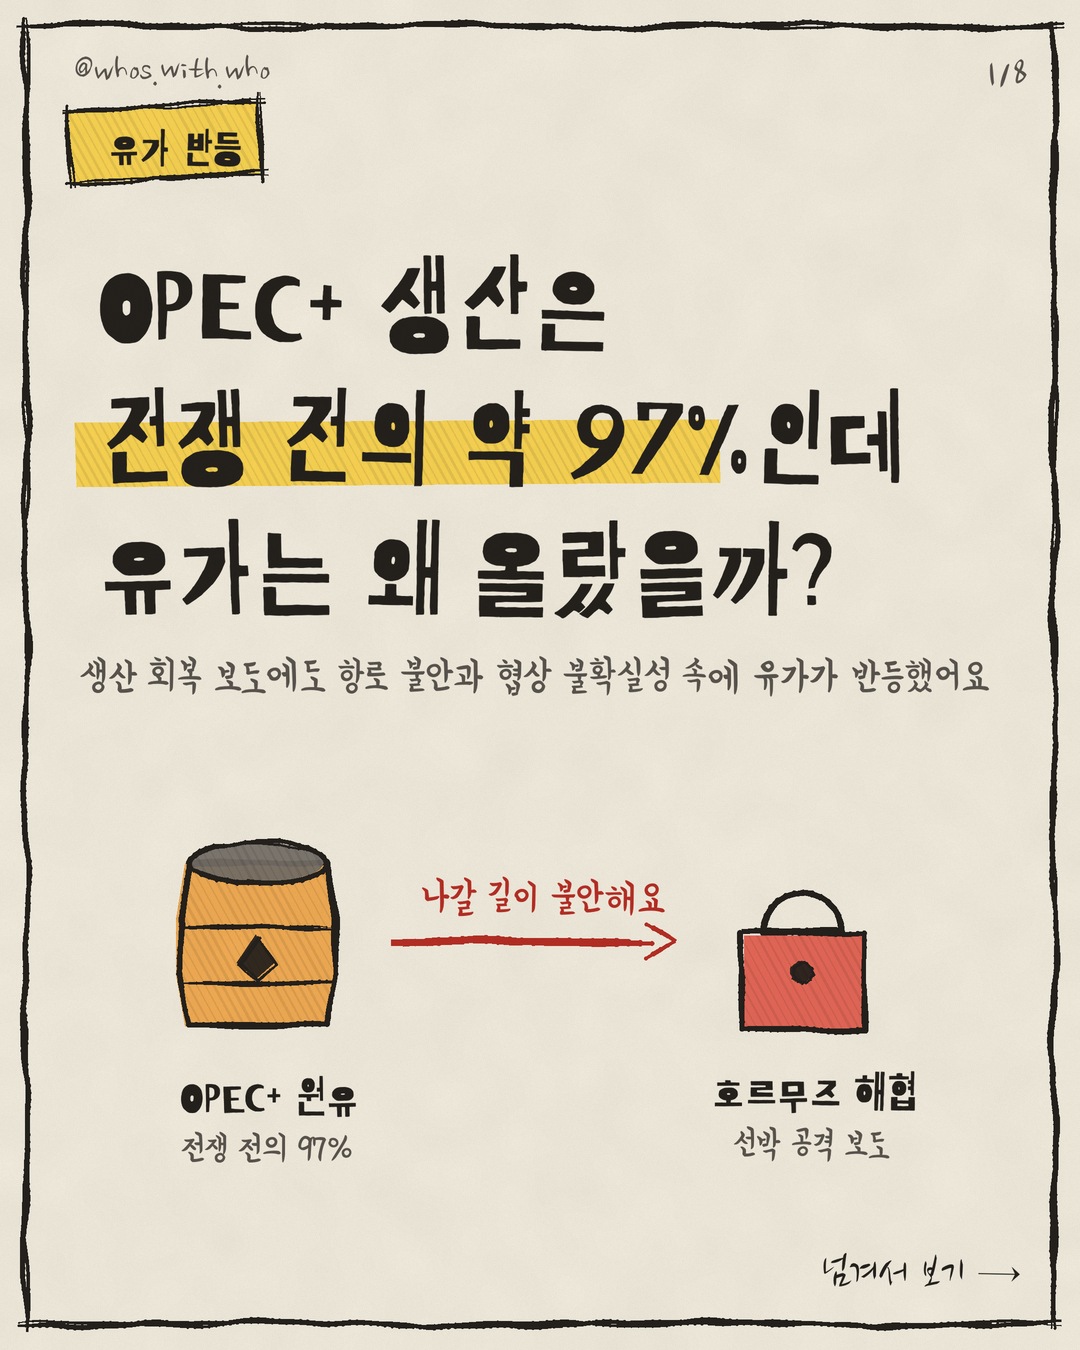 @whos.with.who
1/8
유가 반등
OPEC+ 생산은
전쟁 전의 약 97%인데
유가는 왜 올랐을까?
생산 회복 보도에도 항로 불안과 협상 불확실성 속에 유가가 반등했어요
나갈 길이 불안해요
OPEC+ 원유
전쟁 전의 97%
호르무즈 해협
선박 공격 보도
넘겨서 보기 →